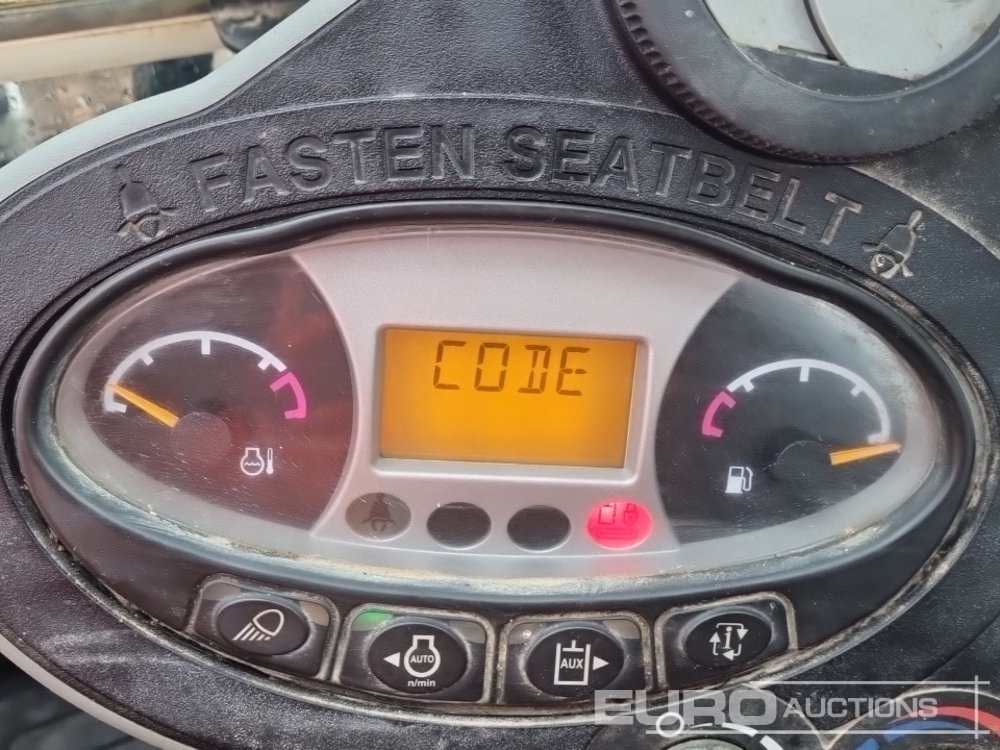 FASTEN SEATBELT
CODE
AUTO
n/min
AUX
i
EURO AUCTIONS